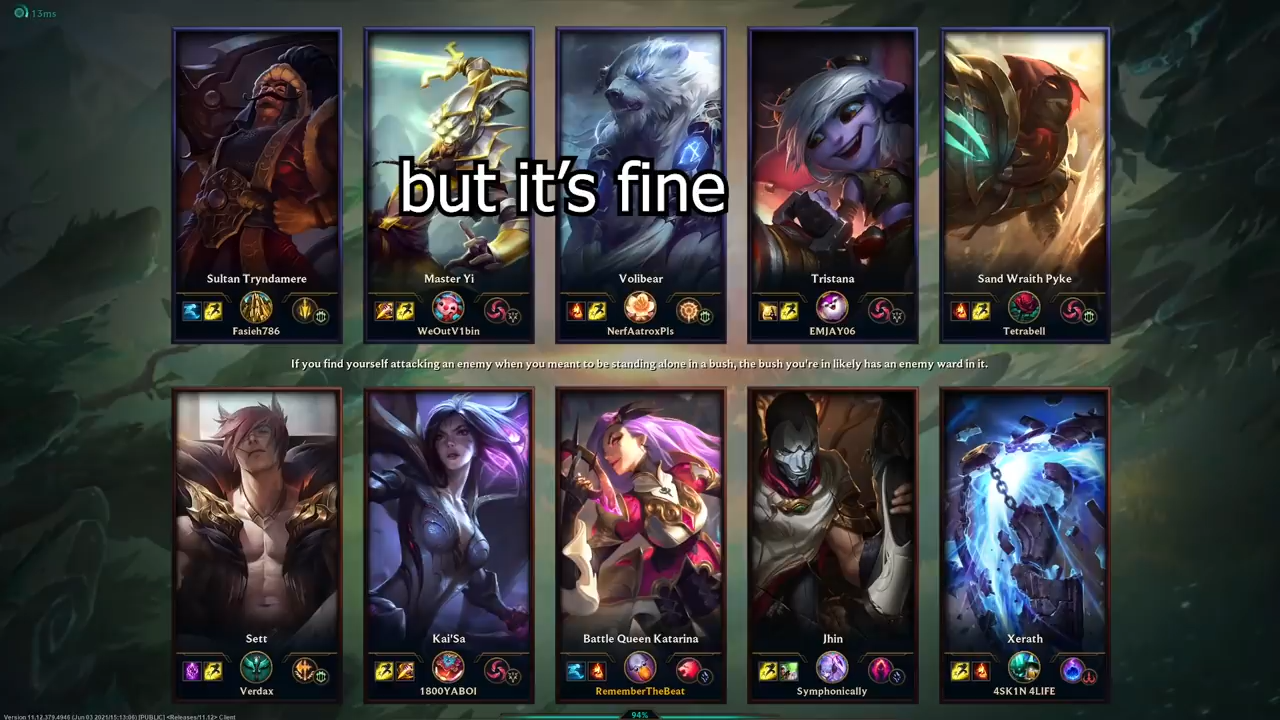 13ms
but it's fine
Sultan Tryndamere
Master Yi
Volibear
Tristana
Sand Wraith Pyke
Fasieh786
WeOutV1bin
NerfAatroxPls
EMJAY06
Tetrabell
If you find yourself attacking an enemy when you meant to be standing alone in a bush, the bush you're in likely has an enemy ward in it.
Sett
Kai'Sa
Battle Queen Katarina
Jhin
Xerath
Verdax
1800YABOI
RememberTheBeat
Symphonically
4SK1N 4LIFE
94%